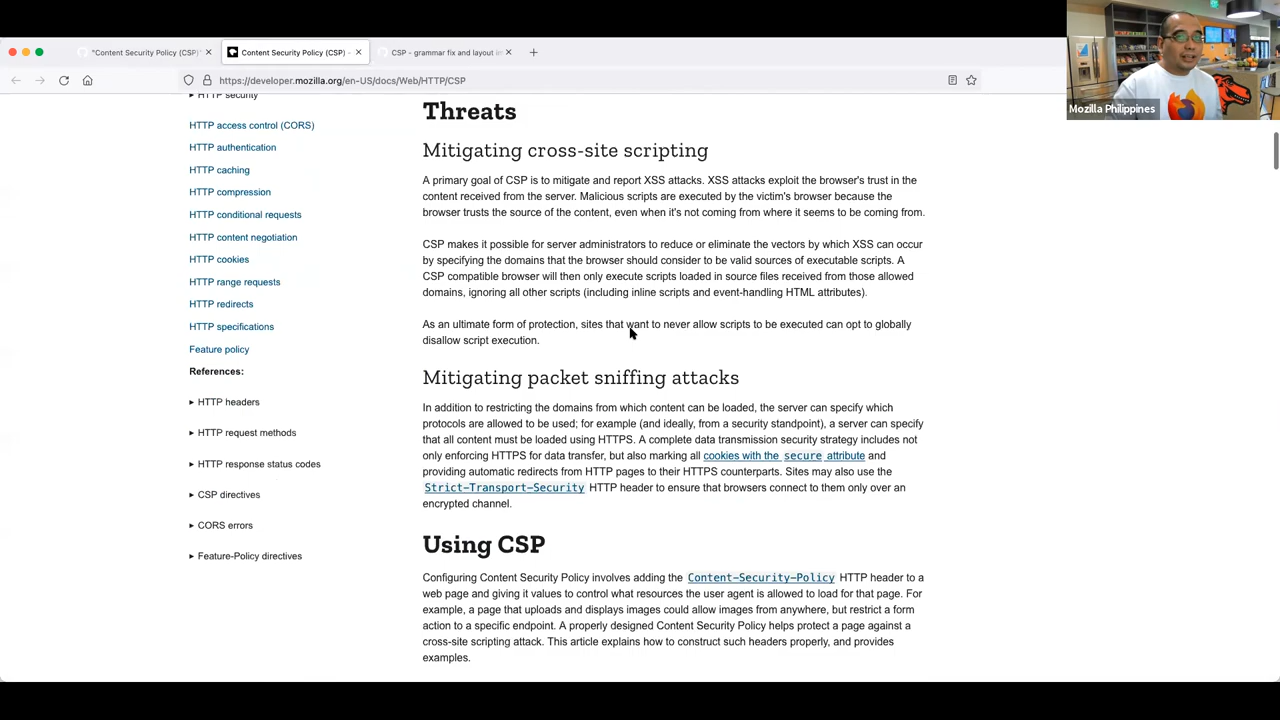 "Content Security Policy (CSP)"
Content Security Policy (CSP) -
CSP - grammar fix and layout im
https://developer.mozilla.org/en-US/docs/Web/HTTP/CSP
Mozilla Philippines
HTTP security
HTTP access control (CORS)
HTTP authentication
HTTP caching
HTTP compression
HTTP conditional requests
HTTP content negotiation
HTTP cookies
HTTP range requests
HTTP redirects
HTTP specifications
Feature policy
References:
HTTP headers
HTTP request methods
HTTP response status codes
CSP directives
CORS errors
Feature-Policy directives
Threats
Mitigating cross-site scripting
A primary goal of CSP is to mitigate and report XSS attacks. XSS attacks exploit the browser's trust in the
content received from the server. Malicious scripts are executed by the victim's browser because the
browser trusts the source of the content, even when it's not coming from where it seems to be coming from.
CSP makes it possible for server administrators to reduce or eliminate the vectors by which XSS can occur
by specifying the domains that the browser should consider to be valid sources of executable scripts. A
CSP compatible browser will then only execute scripts loaded in source files received from those allowed
domains, ignoring all other scripts (including inline scripts and event-handling HTML attributes).
As an ultimate form of protection, sites that want to never allow scripts to be executed can opt to globally
disallow script execution.
Mitigating packet sniffing attacks
In addition to restricting the domains from which content can be loaded, the server can specify which
protocols are allowed to be used; for example (and ideally, from a security standpoint), a server can specify
that all content must be loaded using HTTPS. A complete data transmission security strategy includes not
only enforcing HTTPS for data transfer, but also marking all cookies with the secure attribute and
providing automatic redirects from HTTP pages to their HTTPS counterparts. Sites may also use the
Strict-Transport-Security HTTP header to ensure that browsers connect to them only over an
encrypted channel.
Using CSP
Configuring Content Security Policy involves adding the Content-Security-Policy HTTP header to a
web page and giving it values to control what resources the user agent is allowed to load for that page. For
example, a page that uploads and displays images could allow images from anywhere, but restrict a form
action to a specific endpoint. A properly designed Content Security Policy helps protect a page against a
cross-site scripting attack. This article explains how to construct such headers properly, and provides
examples.